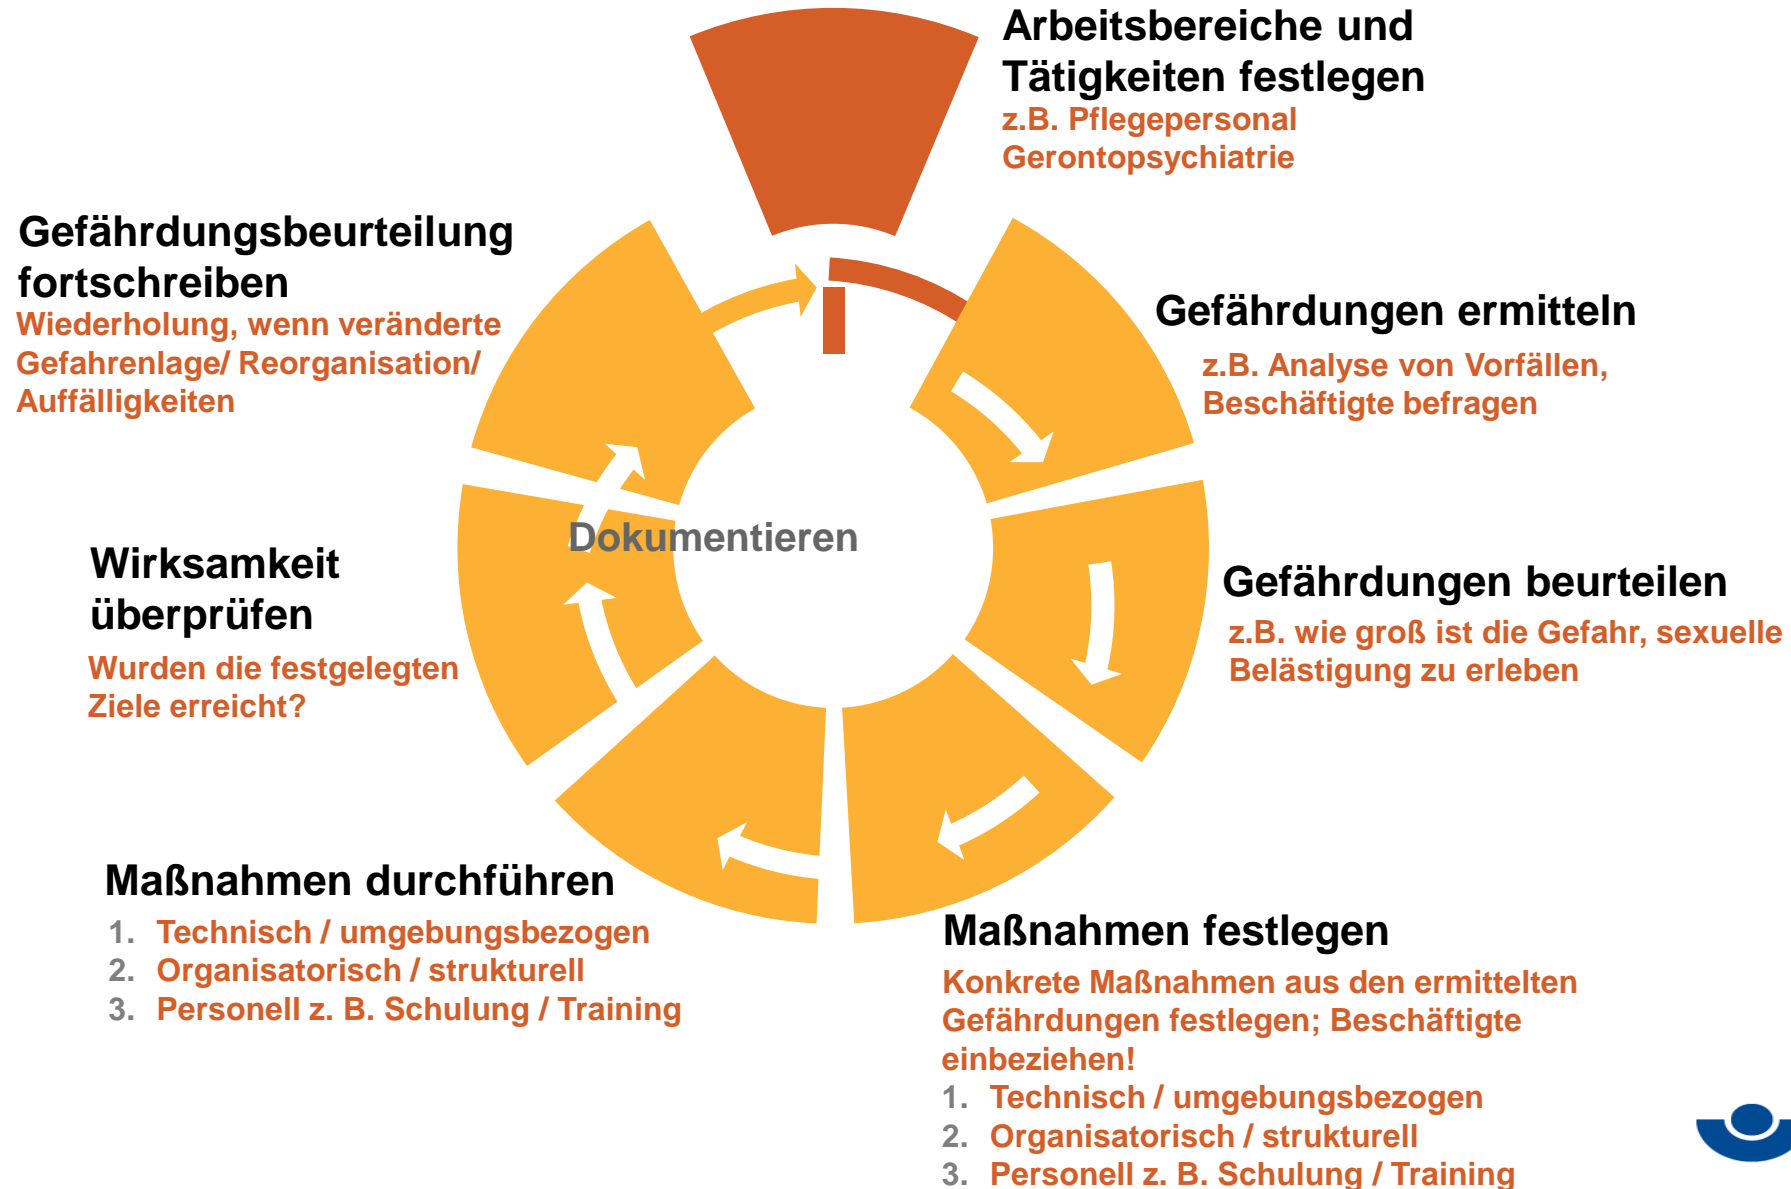 Arbeitsbereiche und
Tätigkeiten festlegen
z.B. Pflegepersonal
Gerontopsychiatrie
Gefährdungen ermitteln
z.B. Analyse von Vorfällen,
Beschäftigte befragen
Gefährdungen beurteilen
z.B. wie groß ist die Gefahr, sexuelle
Belästigung zu erleben
Maßnahmen festlegen
Konkrete Maßnahmen aus den ermittelten
Gefährdungen festlegen; Beschäftigte
einbeziehen!
1. Technisch / umgebungsbezogen
2. Organisatorisch / strukturell
3. Personell z. B. Schulung / Training
Maßnahmen durchführen
1. Technisch / umgebungsbezogen
2. Organisatorisch / strukturell
3. Personell z. B. Schulung / Training
Wirksamkeit
überprüfen
Wurden die festgelegten
Ziele erreicht?
Gefährdungsbeurteilung
fortschreiben
Wiederholung, wenn veränderte
Gefahrenlage/ Reorganisation/
Auffälligkeiten
Dokumentieren